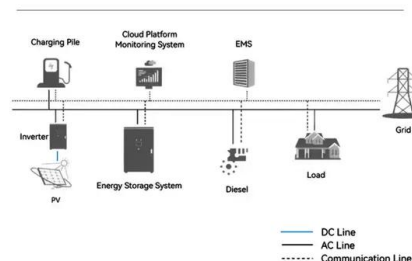 Charging Pile
Cloud Platform
Monitoring System
EMS
Grid
Inverter
PV
Energy Storage System
Diesel
Load
DC Line
AC Line
Communication Line